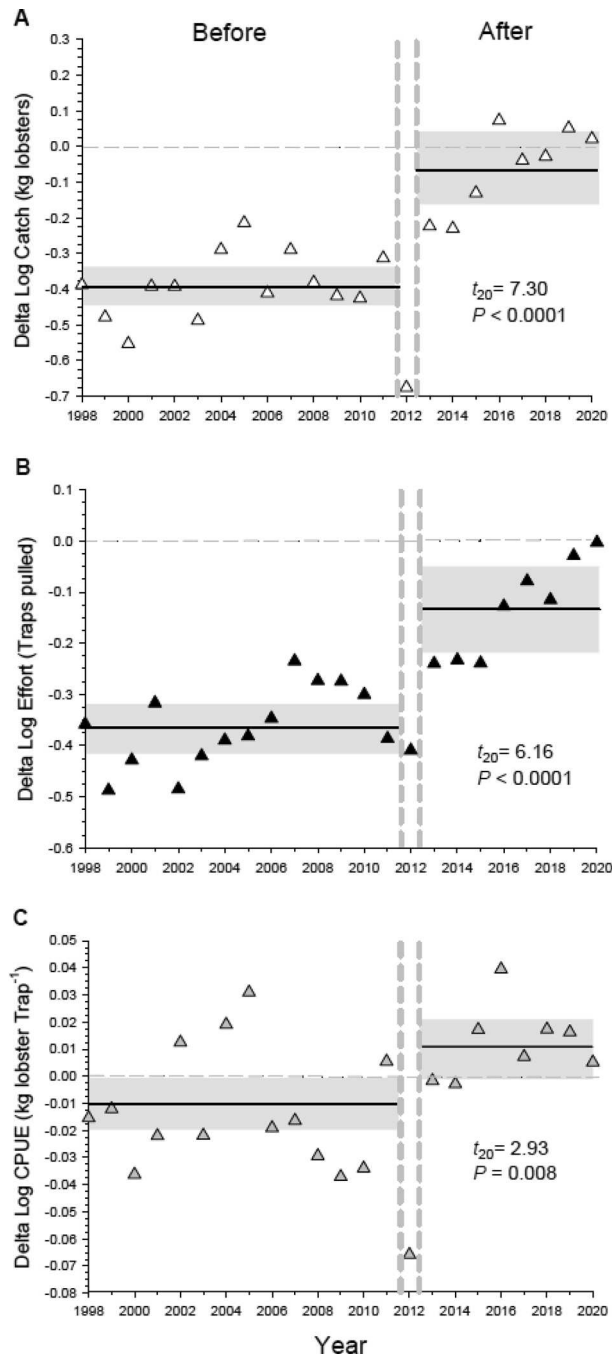 A
Before After
0.3
0.2
0.1
0.0
-0.1
-0.2
-0.3
-0.4
-0.5
-0.6
-0.7
Delta Log Catch (kg lobsters)
t20= 7.30
P < 0.0001
1998 2000 2002 2004 2006 2008 2010 2012 2014 2016 2018 2020
B
0.1
0.0
-0.1
-0.2
-0.3
-0.4
-0.5
-0.6
Delta Log Effort (Traps pulled)
t20= 6.16
P < 0.0001
1998 2000 2002 2004 2006 2008 2010 2012 2014 2016 2018 2020
C
0.05
0.04
0.03
0.02
0.01
0.00
-0.01
-0.02
-0.03
-0.04
-0.05
-0.06
-0.07
-0.08
Delta Log CPUE (kg lobster Trap-1)
t20= 2.93
P = 0.008
1998 2000 2002 2004 2006 2008 2010 2012 2014 2016 2018 2020
Year